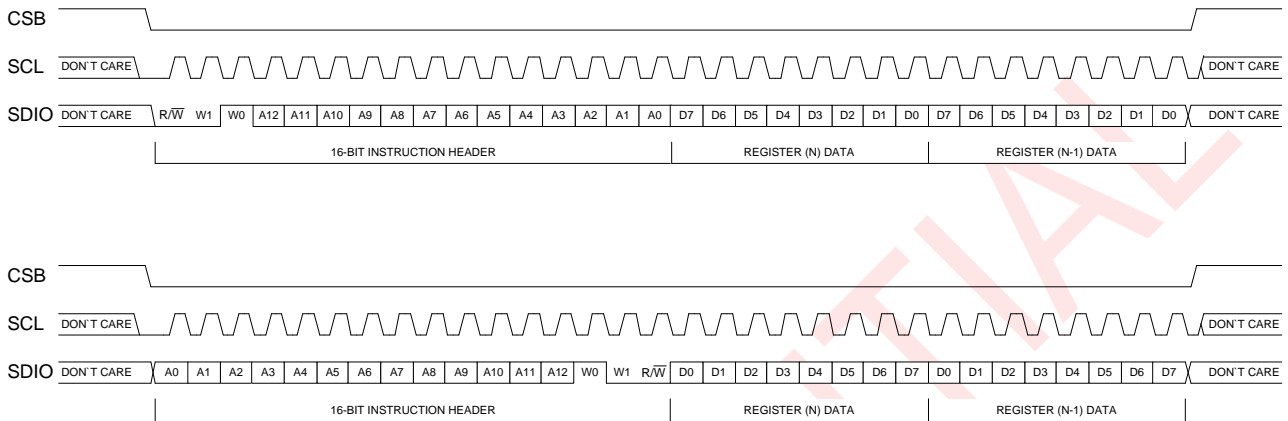 CSB
SCL DON'T CARE DON'T CARE
SDIO DON'T CARE R/W̅ W1 W0 A12 A11 A10 A9 A8 A7 A6 A5 A4 A3 A2 A1 A0 D7 D6 D5 D4 D3 D2 D1 D0 D7 D6 D5 D4 D3 D2 D1 D0 DON'T CARE
16-BIT INSTRUCTION HEADER REGISTER (N) DATA REGISTER (N-1) DATA
CSB
SCL DON'T CARE DON'T CARE
SDIO DON'T CARE A0 A1 A2 A3 A4 A5 A6 A7 A8 A9 A10 A11 A12 W0 W1 R/W̅ D0 D1 D2 D3 D4 D5 D6 D7 D0 D1 D2 D3 D4 D5 D6 D7 DON'T CARE
16-BIT INSTRUCTION HEADER REGISTER (N) DATA REGISTER (N-1) DATA
TIAL